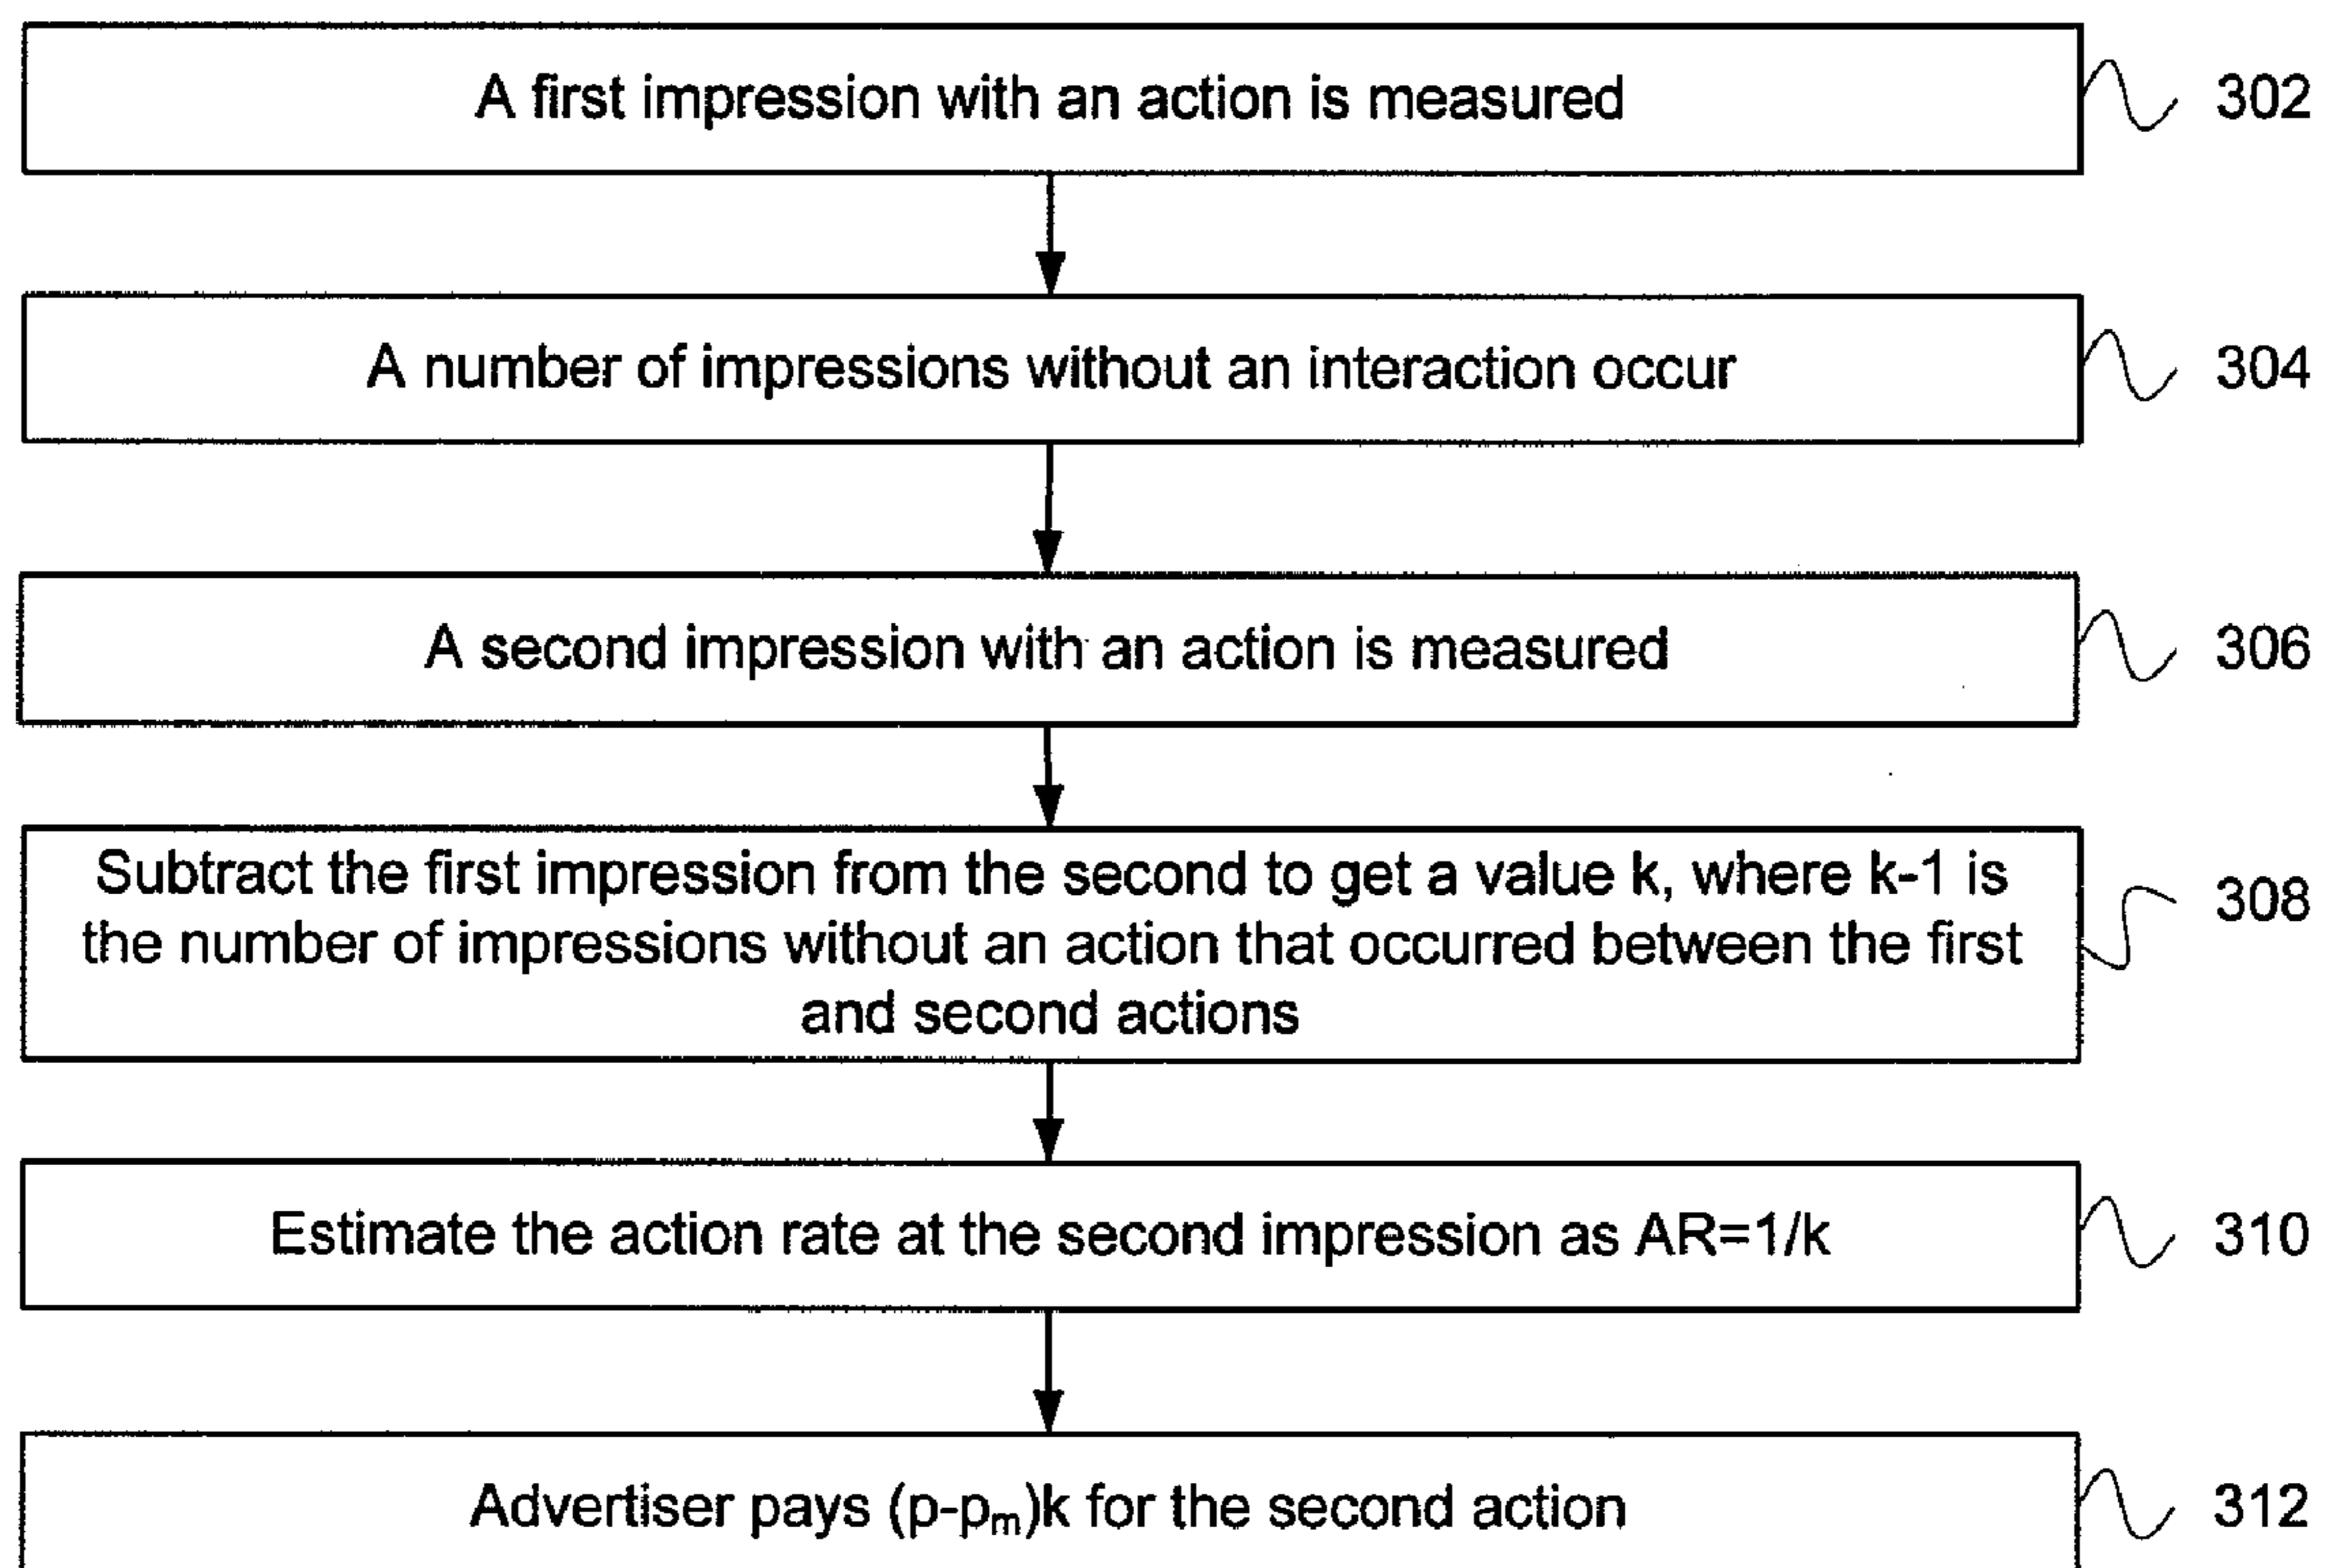 A first impression with an action is measured
302
A number of impressions without an interaction occur
304
A second impression with an action is measured
306
Subtract the first impression from the second to get a value k, where k-1 is
the number of impressions without an action that occurred between the first
and second actions
308
Estimate the action rate at the second impression as AR=1/k
310
Advertiser pays (p-pₘ)k for the second action
312